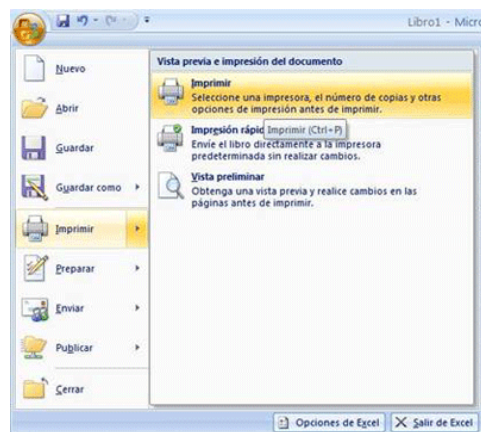 Libro1 - Micro
Nuevo
Abrir
Guardar
Guardar como
Imprimir
Preparar
Enviar
Publicar
Cerrar
Vista previa e impresión del documento
Imprimir
Seleccione una impresora, el número de copias y otras
opciones de impresión antes de imprimir.
Impresión rápid
Imprimir (Ctrl+P)
Envíe el libro directamente a la impresora
predeterminada sin realizar cambios.
Vista preliminar
Obtenga una vista previa y realice cambios en las
páginas antes de imprimir.
Opciones de Excel
Salir de Excel